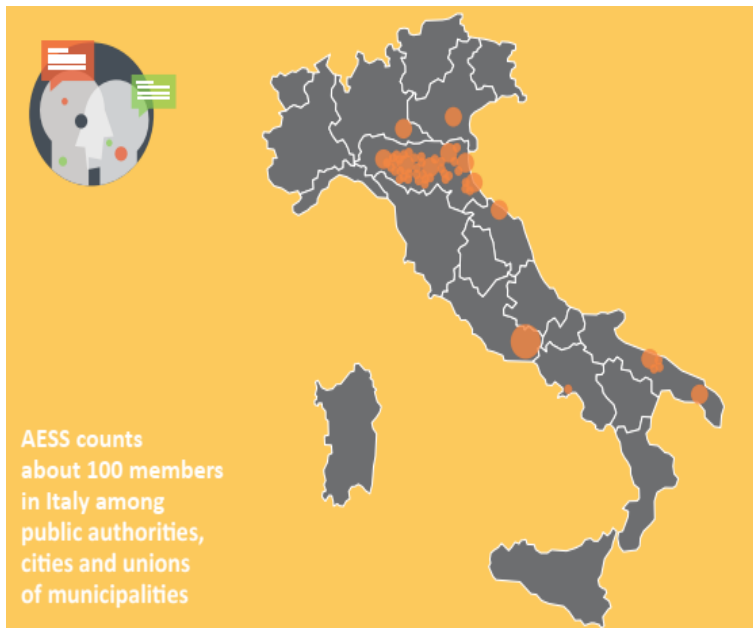 AESS counts
about 100 members
in Italy among
public authorities,
cities and unions
of municipalities